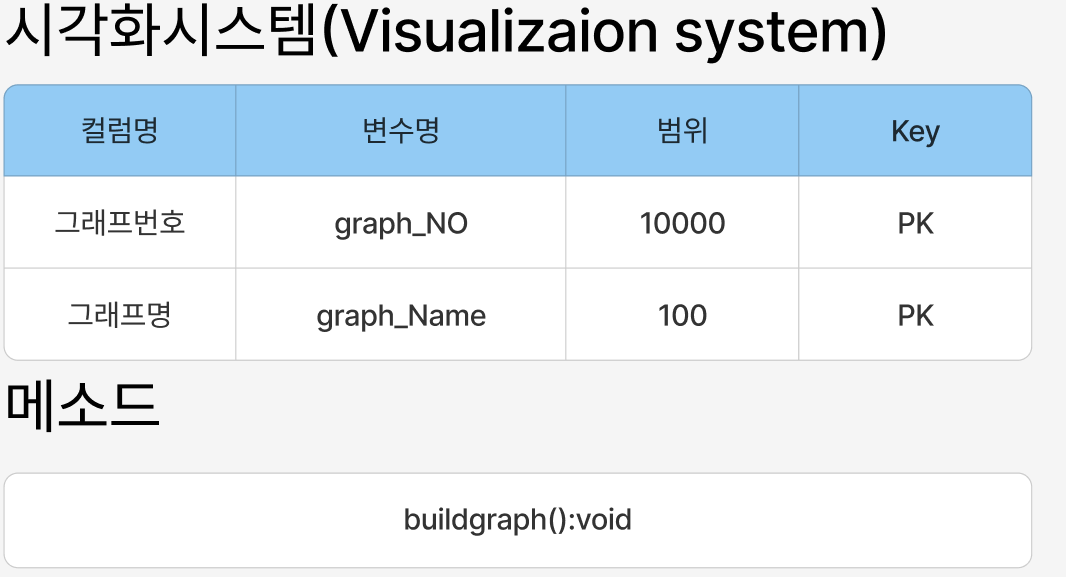 시각화시스템(Visualizaion system)
컬럼명 변수명 범위 Key
그래프번호 graph_NO 10000 PK
그래프명 graph_Name 100 PK
메소드
buildgraph():void